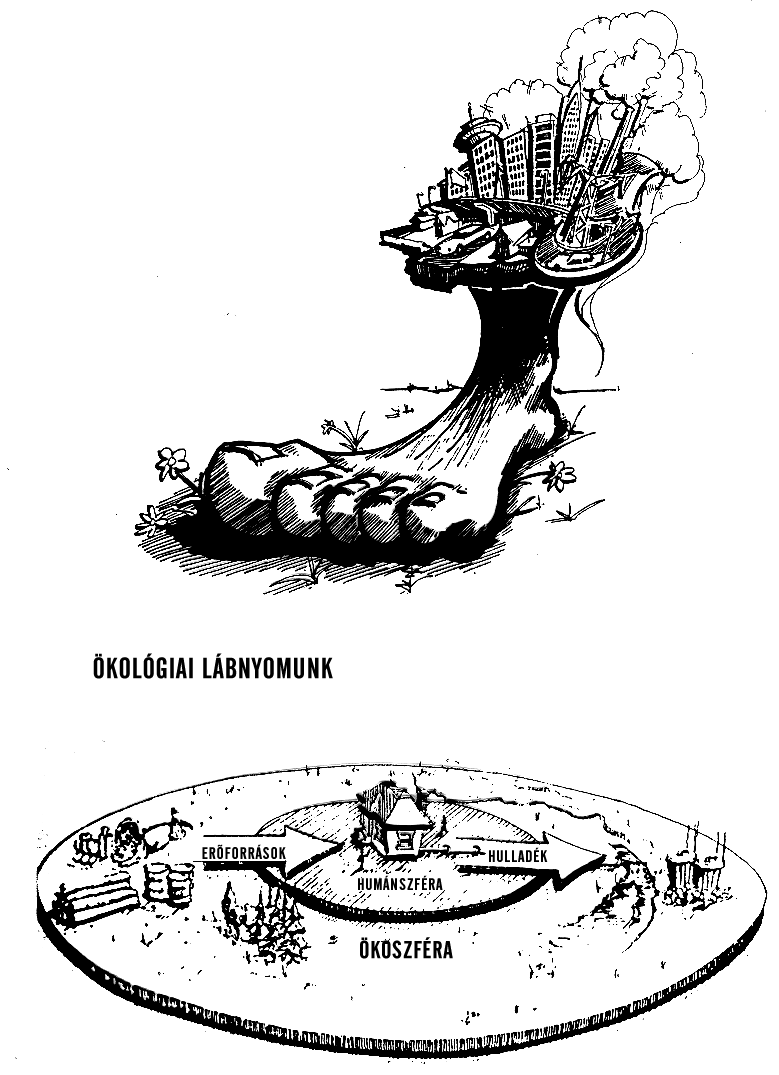 ÖKOLÓGIAI LÁBNYOMUNK
ERŐFORRÁSOK
HULLADÉK
HUMÁNSZFÉRA
ÖKOSZFÉRA